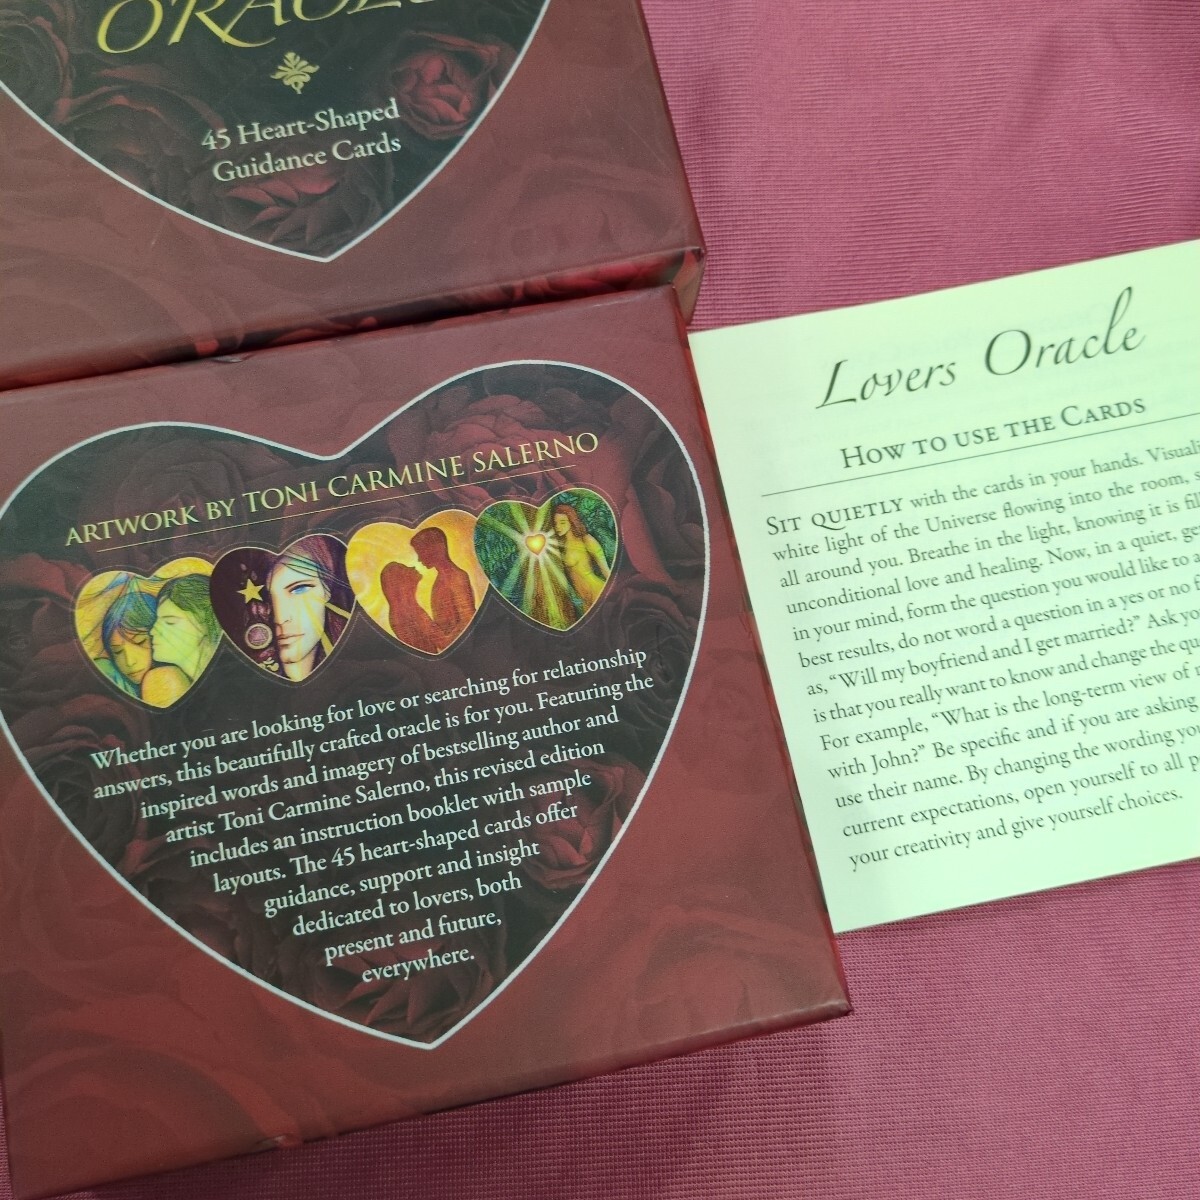 ORACLE
45 Heart-Shaped
Guidance Cards
ARTWORK BY TONI CARMINE SALERNO
Whether you are looking for love or searching for relationship
answers, this beautifully crafted oracle is for you. Featuring the
inspired words and imagery of bestselling author and
artist Toni Carmine Salerno, this revised edition
includes an instruction booklet with sample
layouts. The 45 heart-shaped cards offer
guidance, support and insight
dedicated to lovers, both
present and future,
everywhere.
Lovers Oracle
HOW TO USE THE CARDS
SIT QUIETLY with the cards in your hands.
white light of the Universe flowing into the room,
all around you. Breathe in the light, knowing it is
unconditional love and healing. Now, in a quiet,
in your mind, form the question you would like to
best results, do not word a question in a yes or no
as, “Will my boyfriend and I get married?” Ask
is that you really want to know and change the
For example, “What is the long-term view of
with John?” Be specific and if you are asking
use their name. By changing the wording
current expectations, open yourself to all
your creativity and give yourself choices.